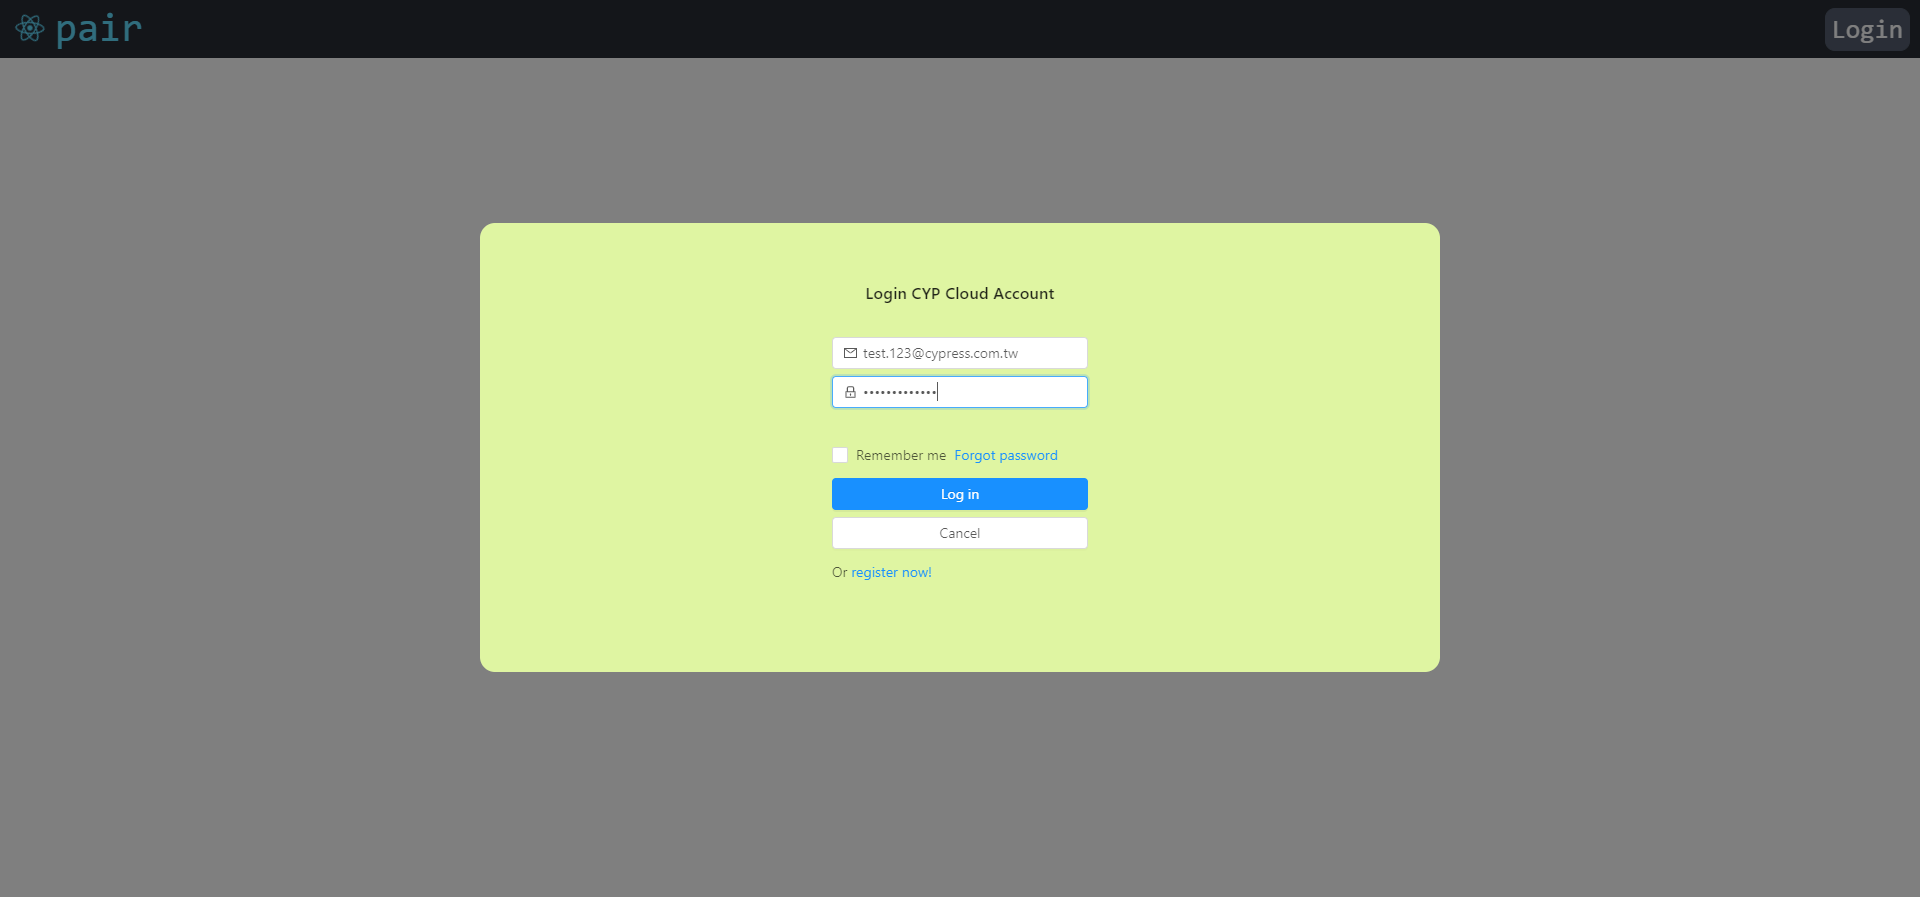 pair
Login
Login CYP Cloud Account
test.123@cypress.com.tw
•••••••••••••
Remember me Forgot password
Log in
Cancel
Or register now!